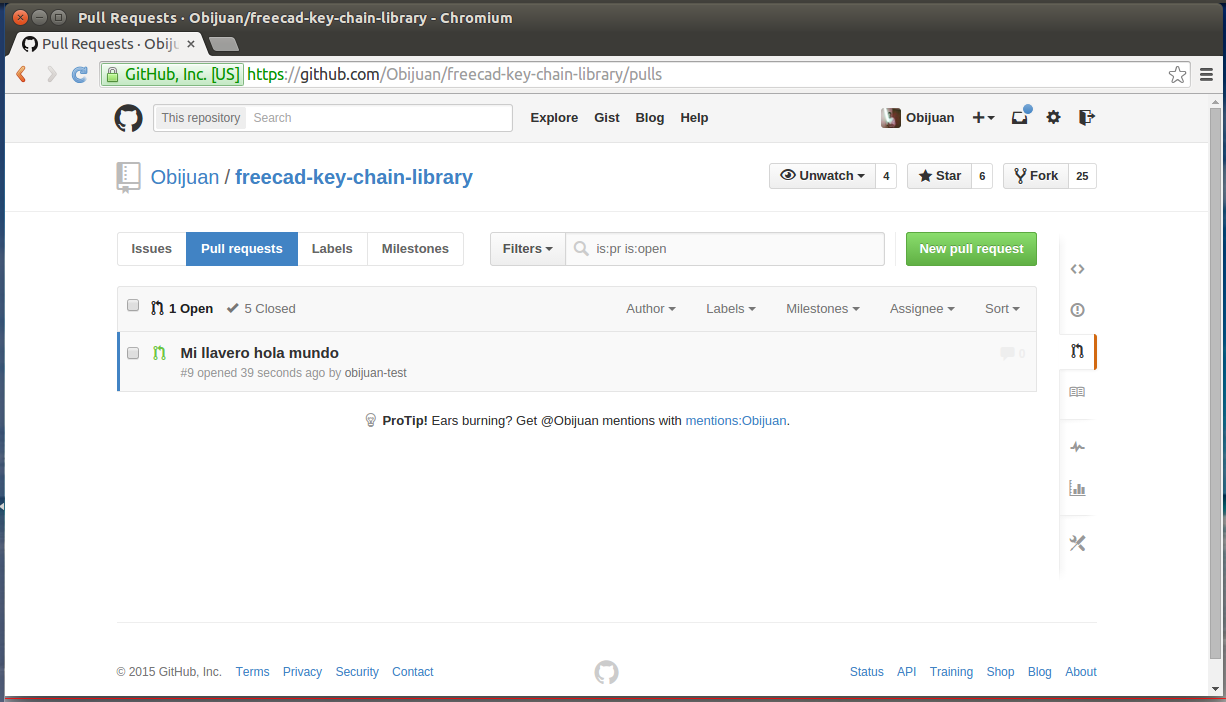 Pull Requests · Obijuan/freecad-key-chain-library - Chromium
Pull Requests · Obiju
GitHub, Inc. [US] https://github.com/Obijuan/freecad-key-chain-library/pulls
This repository Search Explore Gist Blog Help Obijuan
Obijuan / freecad-key-chain-library Unwatch 4 Star 6 Fork 25
Issues Pull requests Labels Milestones Filters is:pr is:open New pull request
1 Open 5 Closed Author Labels Milestones Assignee Sort
Mi llavero hola mundo 0
#9 opened 39 seconds ago by obijuan-test
ProTip! Ears burning? Get @Obijuan mentions with mentions:Obijuan.
© 2015 GitHub, Inc. Terms Privacy Security Contact Status API Training Shop Blog About